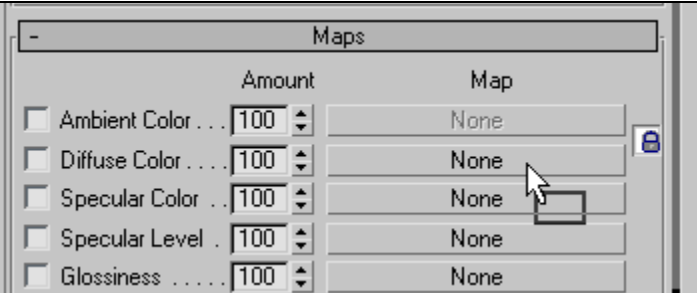 - Maps
Amount Map
Ambient Color . . . 100 None
Diffuse Color . . . . 100 None
Specular Color . . 100 None
Specular Level . 100 None
Glossiness . . . . . 100 None